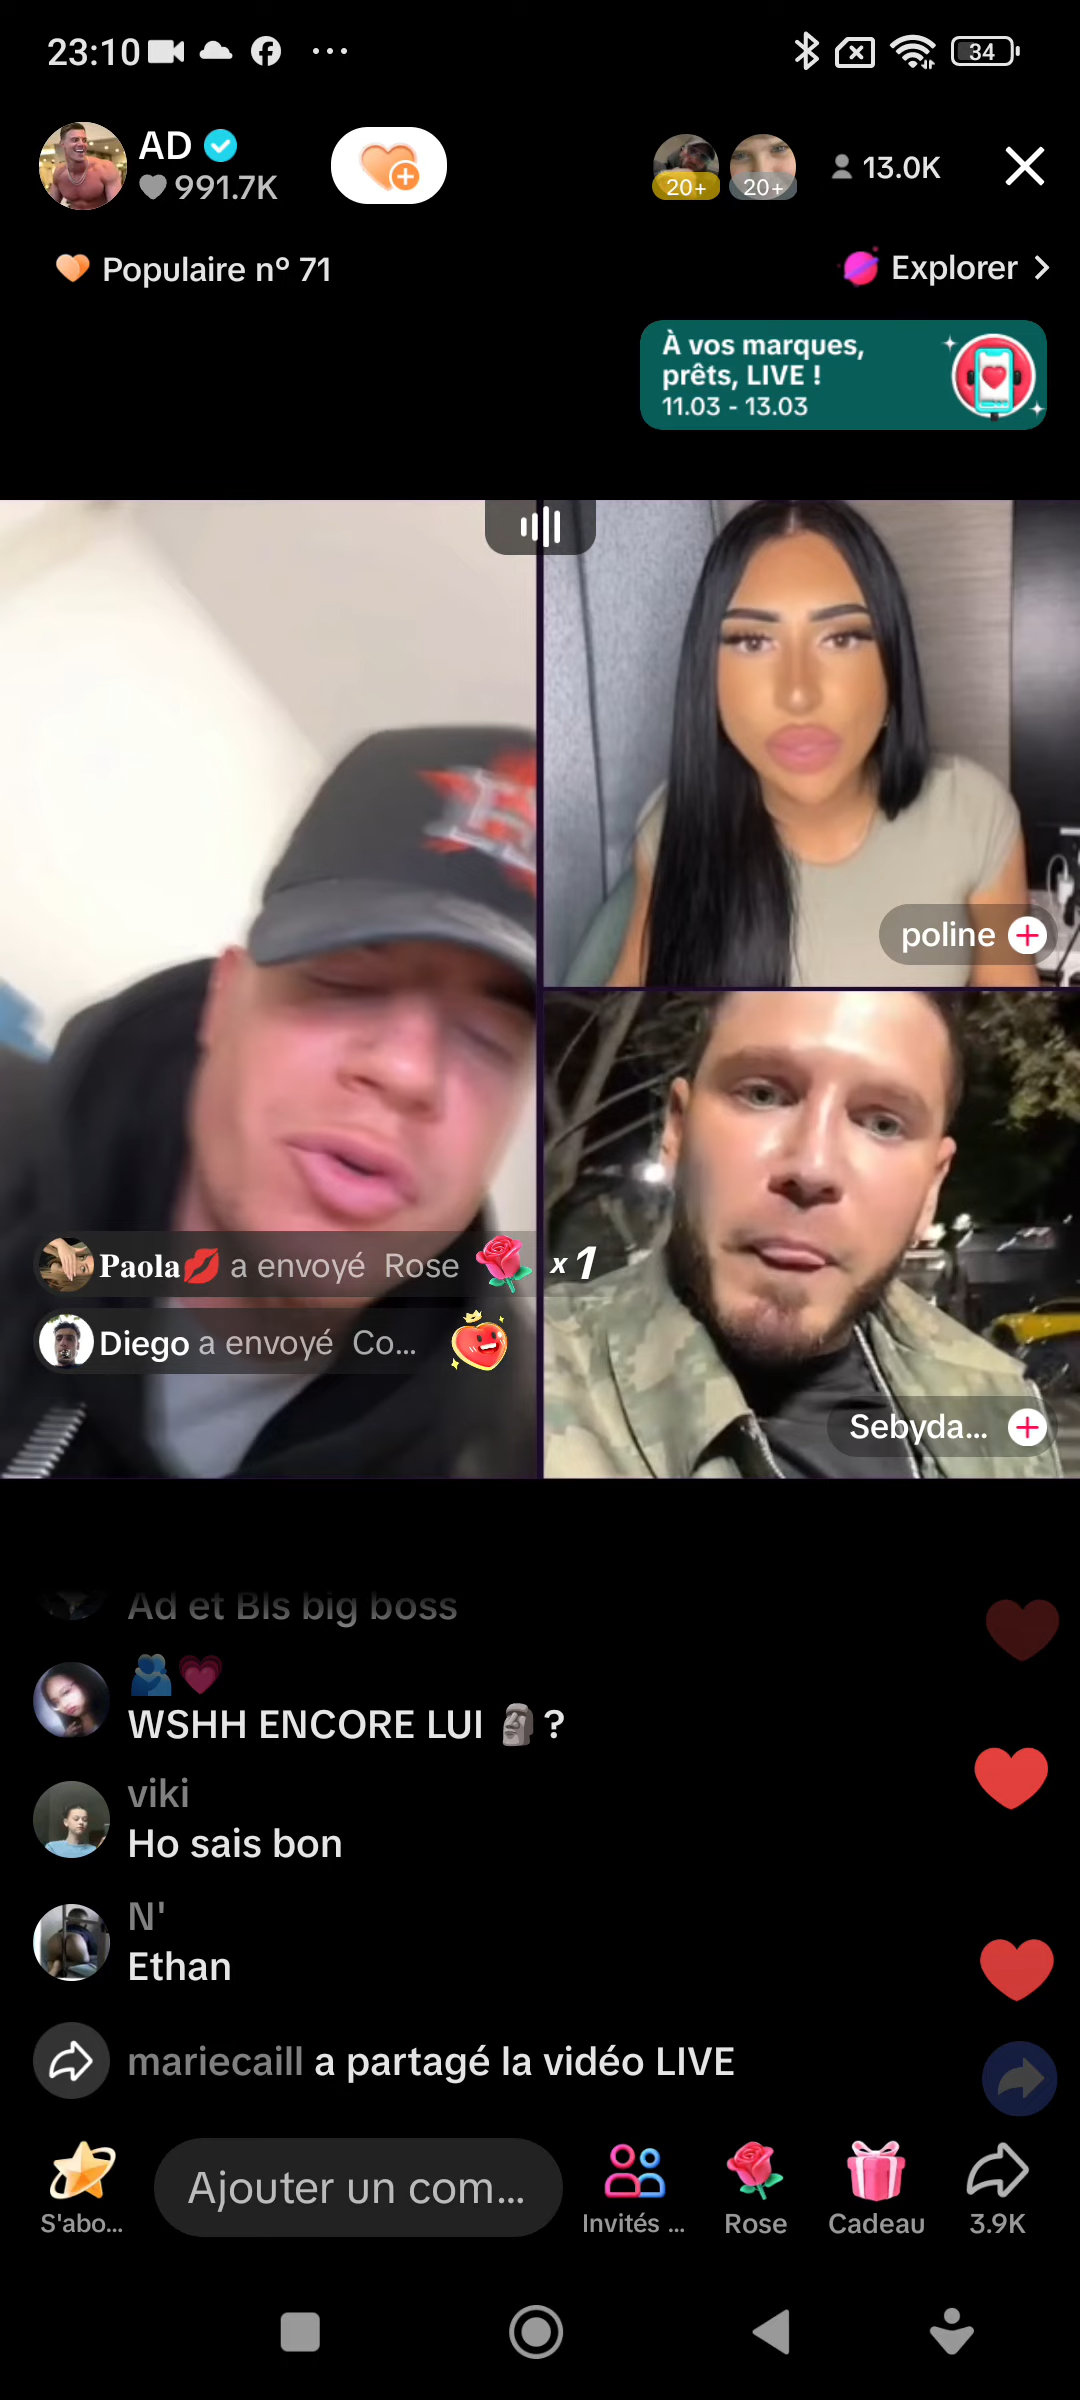 23:10
34
AD
991.7K
20+
20+
13.0K
Populaire n° 71
Explorer
À vos marques,
prêts, LIVE !
11.03 - 13.03
poline
Paola💋 a envoyé Rose x1
Diego a envoyé Co...
Sebyda...
Ad et Bls big boss
🫂💗
WSHH ENCORE LUI 🗿?
viki
Ho sais bon
N'
Ethan
mariecaill a partagé la vidéo LIVE
Ajouter un com...
S'abo...
Invités ...
Rose
Cadeau
3.9K